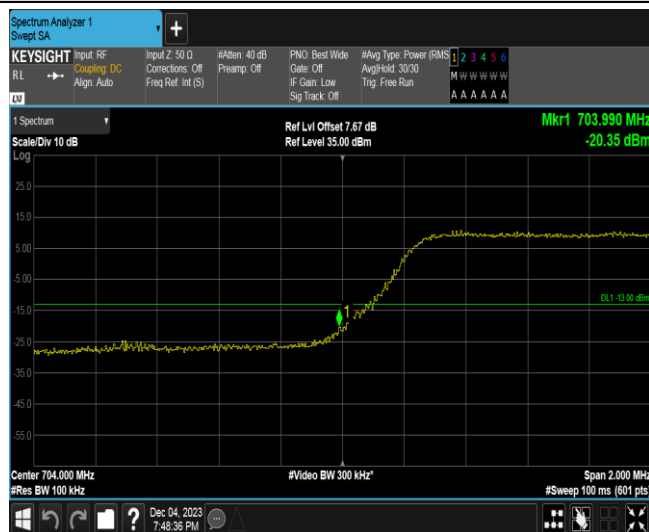 Spectrum Analyzer 1
Swept SA
+
KEYSIGHT
RL
LXI
Input: RF
Coupling: DC
Align: Auto
Input Z: 50 Ω
Corrections: Off
Freq Ref: Int (S)
#Atten: 40 dB
Preamp: Off
PNO: Best Wide
Gate: Off
IF Gain: Low
Sig Track: Off
#Avg Type: Power (RMS
Avg|Hold: 30/30
Trig: Free Run
1 2 3 4 5 6
M W W W W W
A A A A A A
1 Spectrum
Scale/Div 10 dB
Ref Lvl Offset 7.67 dB
Ref Level 35.00 dBm
Mkr1 703.990 MHz
-20.35 dBm
Log
25.0
15.0
5.00
-5.00
-15.0
-25.0
-35.0
-45.0
-55.0
1
DL1 -13.00 dBm
Center 704.000 MHz
#Res BW 100 kHz
#Video BW 300 kHz*
Span 2.000 MHz
#Sweep 100 ms (601 pts)
?
Dec 04, 2023
7:48:36 PM